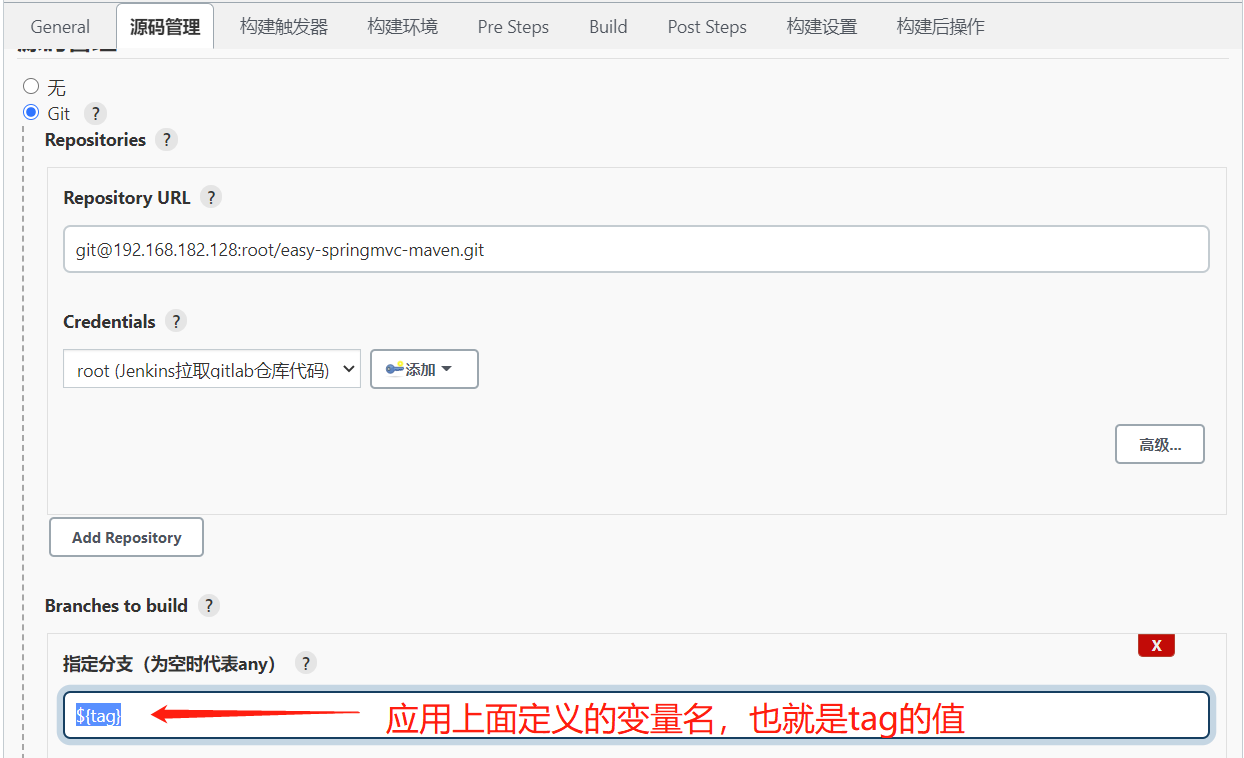 General 源码管理 构建触发器 构建环境 Pre Steps Build Post Steps 构建设置 构建后操作
源码管理
无
Git ?
Repositories ?
Repository URL ?
git@192.168.182.128:root/easy-springmvc-maven.git
Credentials ?
root (Jenkins拉取gitlab仓库代码) 添加
高级...
Add Repository
Branches to build ?
X
指定分支（为空时代表any） ?
${tag} 应用上面定义的变量名，也就是tag的值